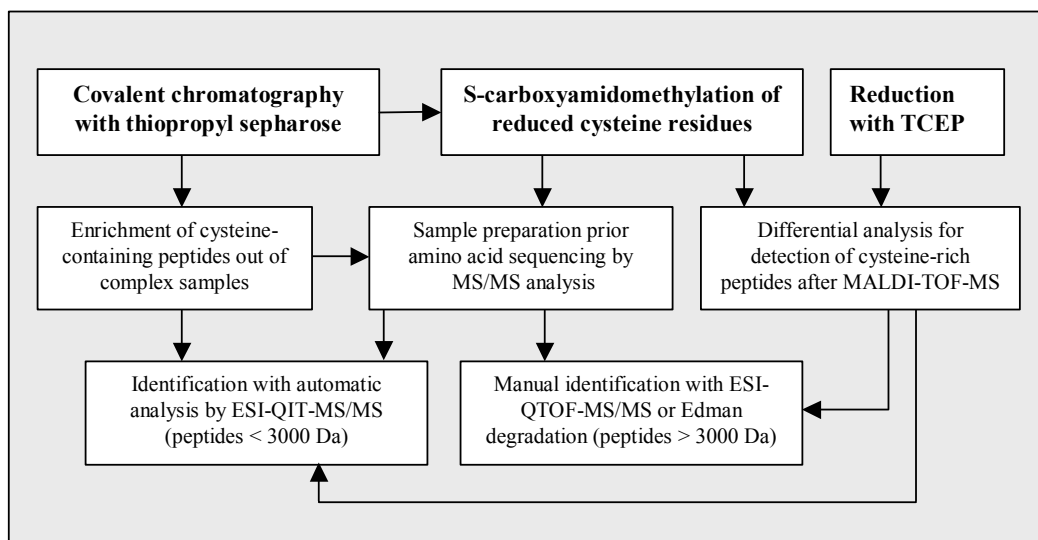 Covalent chromatography
with thiopropyl sepharose
S-carboxyamidomethylation of
reduced cysteine residues
Reduction
with TCEP
Enrichment of cysteine-
containing peptides out of
complex samples
Sample preparation prior
amino acid sequencing by
MS/MS analysis
Differential analysis for
detection of cysteine-rich
peptides after MALDI-TOF-MS
Identification with automatic
analysis by ESI-QIT-MS/MS
(peptides < 3000 Da)
Manual identification with ESI-
QTOF-MS/MS or Edman
degradation (peptides > 3000 Da)